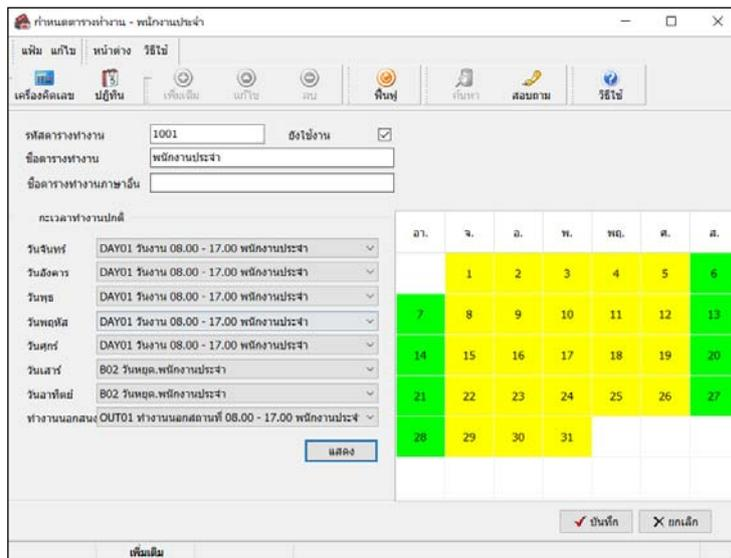 กำหนดตารางทำงาน - พนักงานประจำ
แฟ้ม แก้ไข หน้าต่าง วิธีใช้
เครื่องคิดเลข ปฏิทิน เพิ่มเติม แก้ไข ลบ ฟื้นฟู ค้นหา สอบถาม วิธีใช้
รหัสตารางทำงาน 1001 ยังใช้งาน
ชื่อตารางทำงาน พนักงานประจำ
ชื่อตารางทำงานภาษาอื่น
กะเวลาทำงานปกติ
วันจันทร์ DAY01 วันงาน 08.00 - 17.00 พนักงานประจำ
วันอังคาร DAY01 วันงาน 08.00 - 17.00 พนักงานประจำ
วันพุธ DAY01 วันงาน 08.00 - 17.00 พนักงานประจำ
วันพฤหัส DAY01 วันงาน 08.00 - 17.00 พนักงานประจำ
วันศุกร์ DAY01 วันงาน 08.00 - 17.00 พนักงานประจำ
วันเสาร์ B02 วันหยุด.พนักงานประจำ
วันอาทิตย์ B02 วันหยุด.พนักงานประจำ
ทำงานนอกสถ OUT01 ทำงานนอกสถานที่ 08.00 - 17.00 พนักงานประจ
แสดง
อา. จ. อ. พ. พฤ. ศ. ส.
1 2 3 4 5 6
7 8 9 10 11 12 13
14 15 16 17 18 19 20
21 22 23 24 25 26 27
28 29 30 31
บันทึก ยกเลิก
เพิ่มเติม